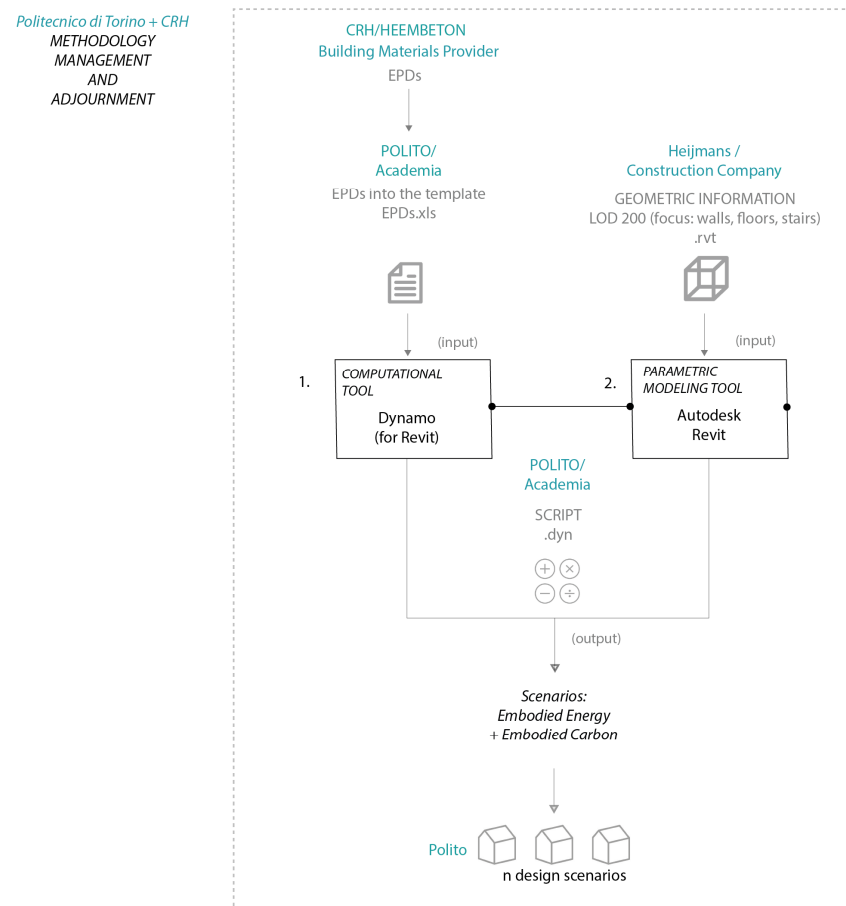 Politecnico di Torino + CRH
METHODOLOGY
MANAGEMENT
AND
ADJOURNMENT
CRH/HEEMBETON
Building Materials Provider
EPDs
POLITO/
Academia
EPDs into the template
EPDs.xls
Heijmans /
Construction Company
GEOMETRIC INFORMATION
LOD 200 (focus: walls, floors, stairs)
.rvt
(input)
(input)
1.
COMPUTATIONAL
TOOL
Dynamo
(for Revit)
2.
PARAMETRIC
MODELING TOOL
Autodesk
Revit
POLITO/
Academia
SCRIPT
.dyn
(output)
Scenarios:
Embodied Energy
+ Embodied Carbon
Polito
n design scenarios